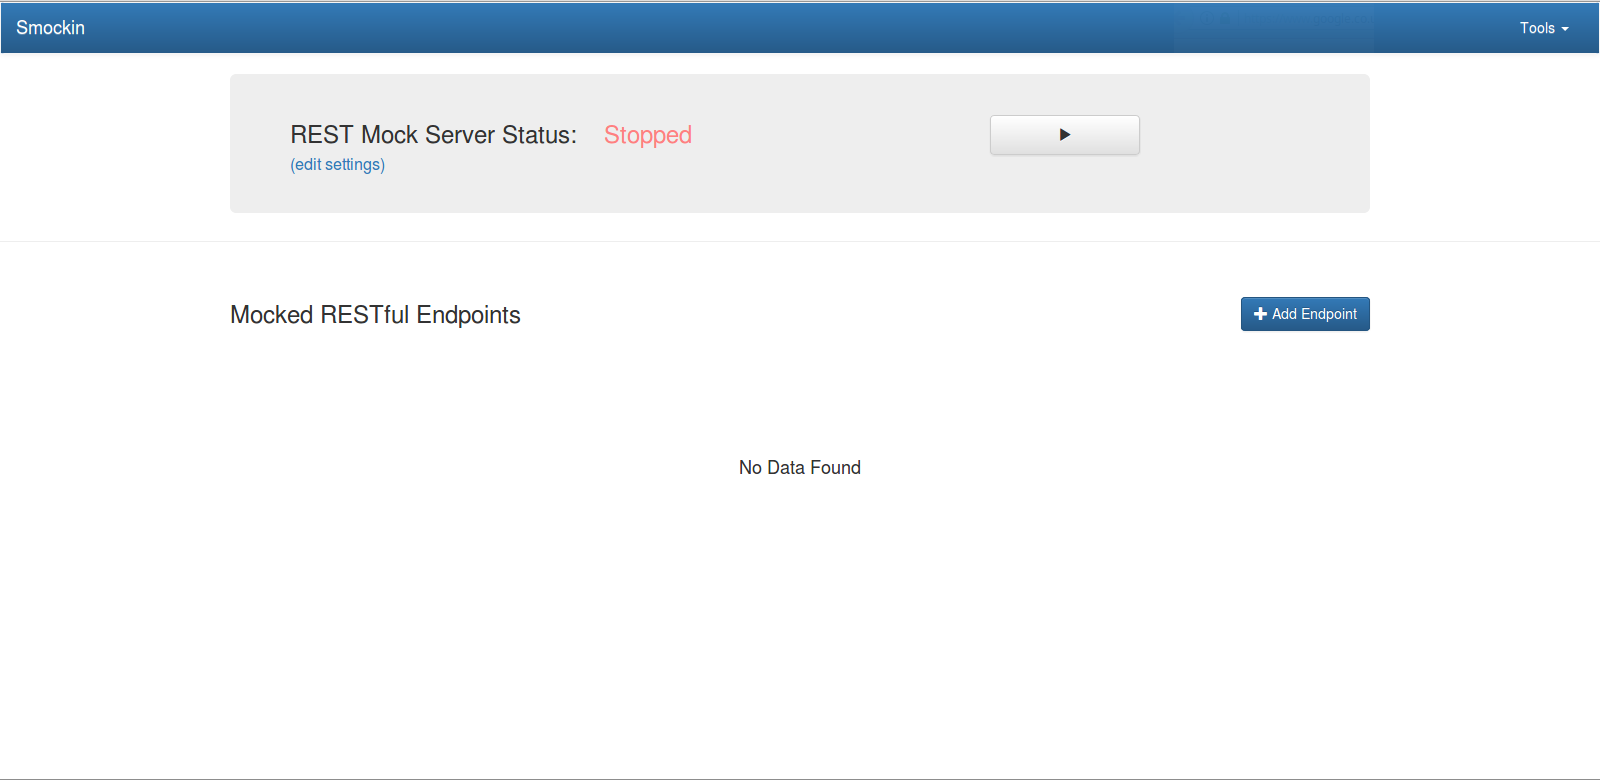 Smockin
Tools
REST Mock Server Status: Stopped
(edit settings)
Mocked RESTful Endpoints
Add Endpoint
No Data Found